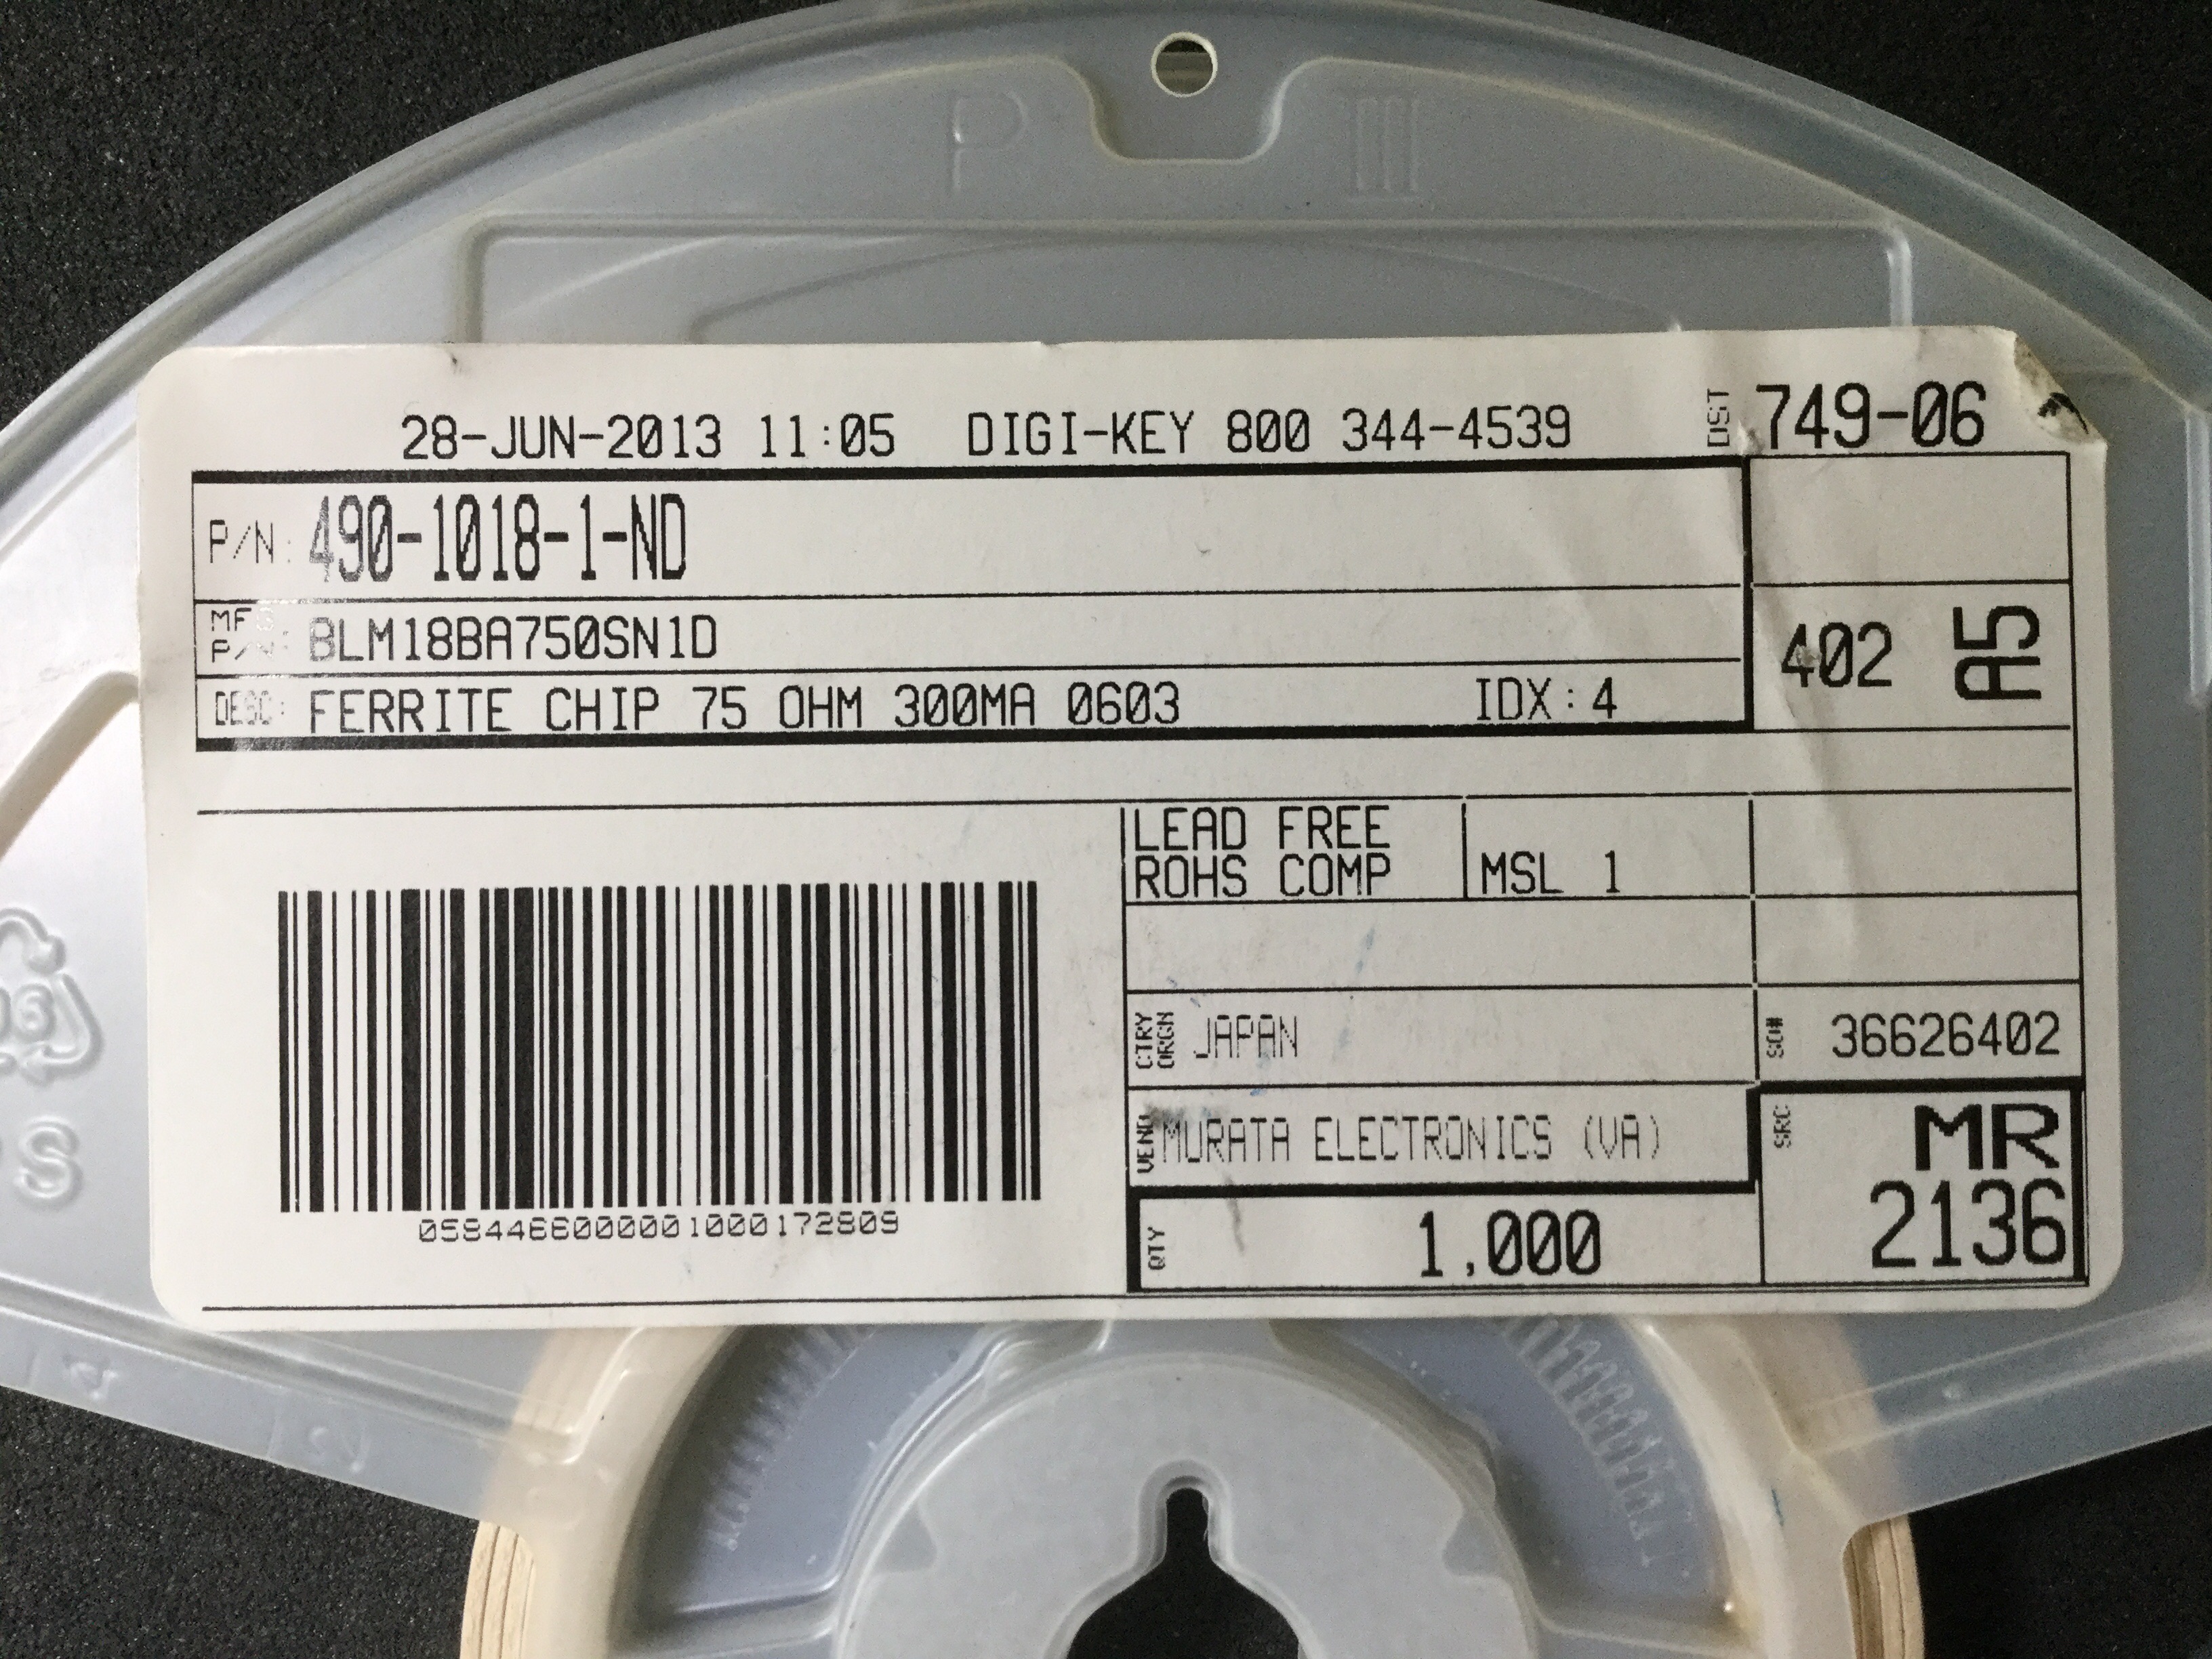 P III
28-JUN-2013 11:05 DIGI-KEY 800 344-4539
DST 749-06
P/N: 490-1018-1-ND
MFG P/N: BLM18BA750SN1D
402 A5
DESC: FERRITE CHIP 75 OHM 300MA 0603 IDX:4
LEAD FREE
ROHS COMP
MSL 1
CTRY ORGN JAPAN
SO# 36626402
VEND MURATA ELECTRONICS (VA)
SRC MR
2136
QTY 1,000
0584466000001000172809
06
S